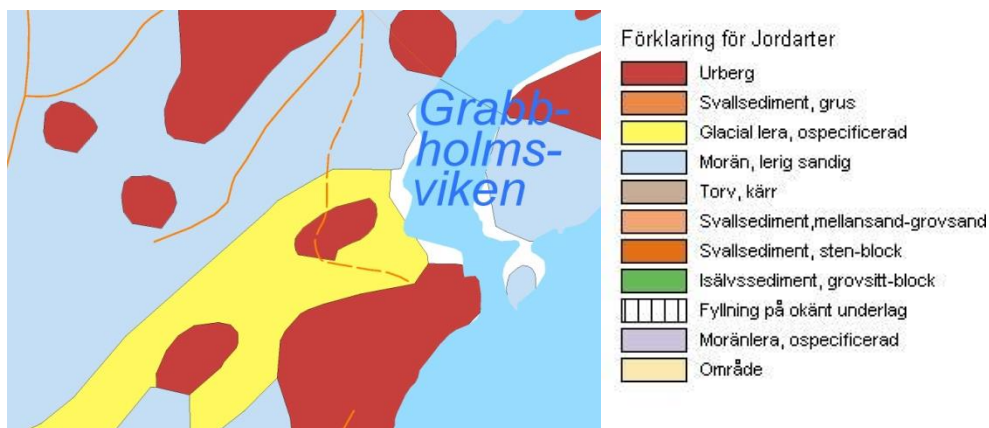 Grabb-
holms-
viken
Förklaring för Jordarter
Urberg
Svallsediment, grus
Glacial lera, ospecificerad
Morän, lerig sandig
Torv, kärr
Svallsediment,mellansand-grovsand
Svallsediment, sten-block
Isälvssediment, grovsitt-block
Fyllning på okänt underlag
Moränlera, ospecificerad
Område